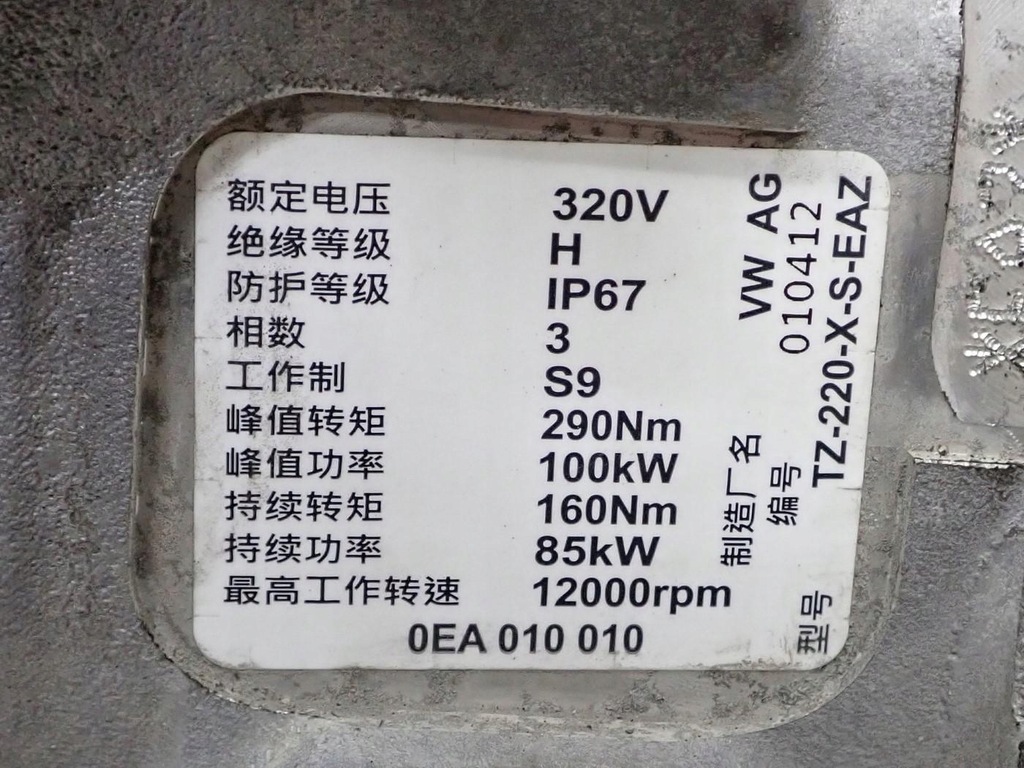 额定电压 320V
绝缘等级 H
防护等级 IP67
相数 3
工作制 S9
峰值转矩 290Nm
峰值功率 100kW
持续转矩 160Nm
持续功率 85kW
最高工作转速 12000rpm
0EA 010 010
制造厂名 VW AG
编号 010412
型号 TZ-220-X-S-EAZ